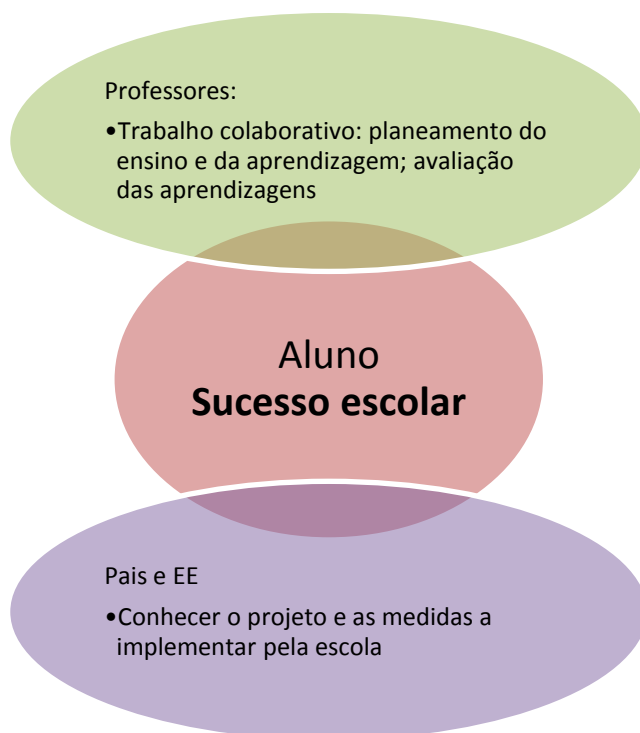 Professores:
•Trabalho colaborativo: planeamento do
ensino e da aprendizagem; avaliação
das aprendizagens
Aluno
Sucesso escolar
Pais e EE
•Conhecer o projeto e as medidas a
implementar pela escola